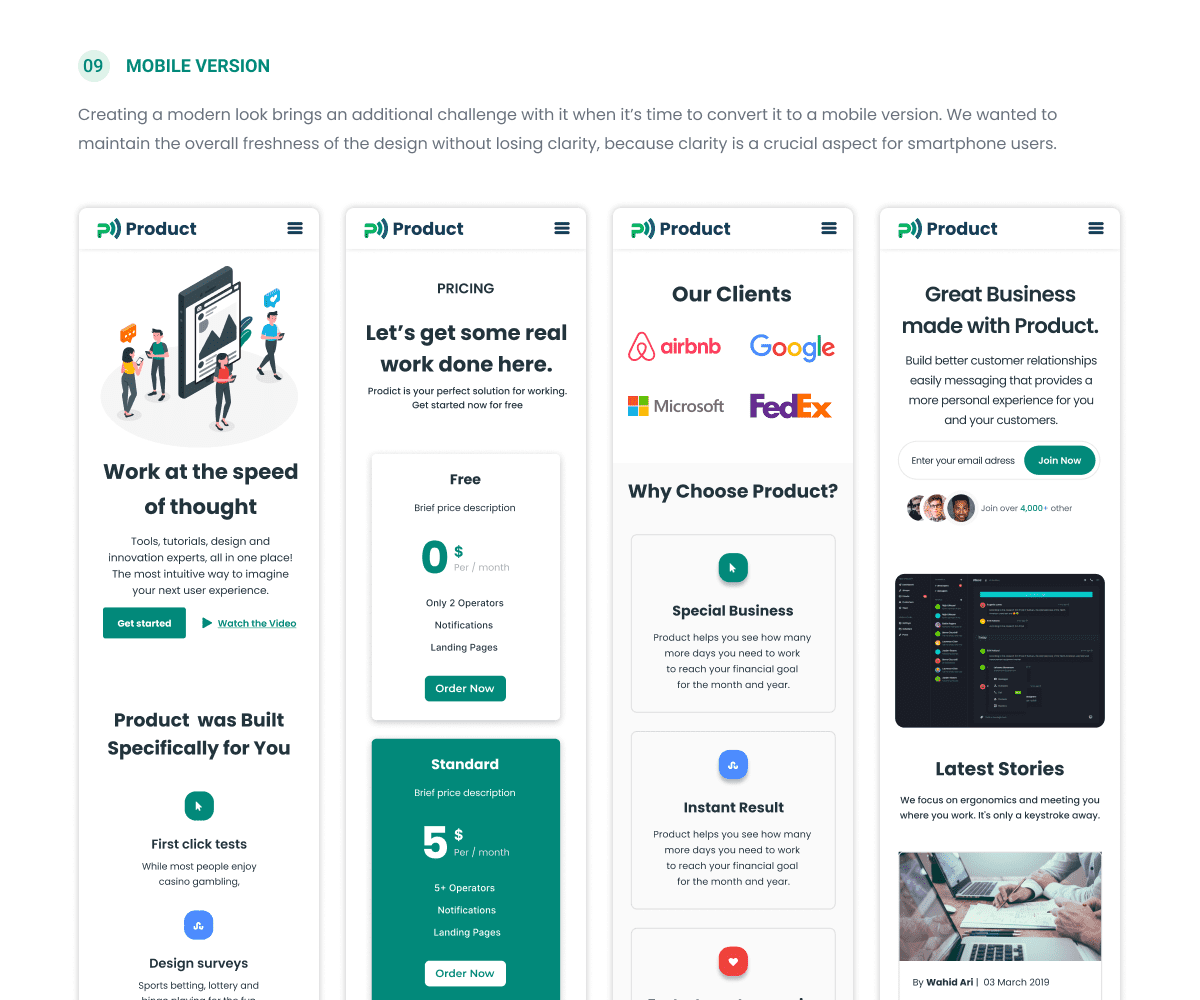 09 MOBILE VERSION
Creating a modern look brings an additional challenge with it when it's time to convert it to a mobile version. We wanted to
maintain the overall freshness of the design without losing clarity, because clarity is a crucial aspect for smartphone users.
Product
Work at the speed
of thought
Tools, tutorials, design and
innovation experts, all in one place!
The most intuitive way to imagine
your next user experience.
Get started
Watch the Video
Product was Built
Specifically for You
First click tests
While most people enjoy
casino gambling,
Design surveys
Sports betting, lottery and
Product
PRICING
Let's get some real
work done here.
Prodict is your perfect solution for working.
Get started now for free
Free
Brief price description
0 $
Per / month
Only 2 Operators
Notifications
Landing Pages
Order Now
Standard
Brief price description
5 $
Per / month
5+ Operators
Notifications
Landing Pages
Order Now
Product
Our Clients
airbnb
Google
Microsoft
FedEx
Why Choose Product?
Special Business
Product helps you see how many
more days you need to work
to reach your financial goal
for the month and year.
Instant Result
Product helps you see how many
more days you need to work
to reach your financial goal
for the month and year.
Product
Great Business
made with Product.
Build better customer relationships
easily messaging that provides a
more personal experience for you
and your customers.
Enter your email adress
Join Now
Join over 4,000+ other
Latest Stories
We focus on ergonomics and meeting you
where you work. It's only a keystroke away.
By Wahid Ari | 03 March 2019